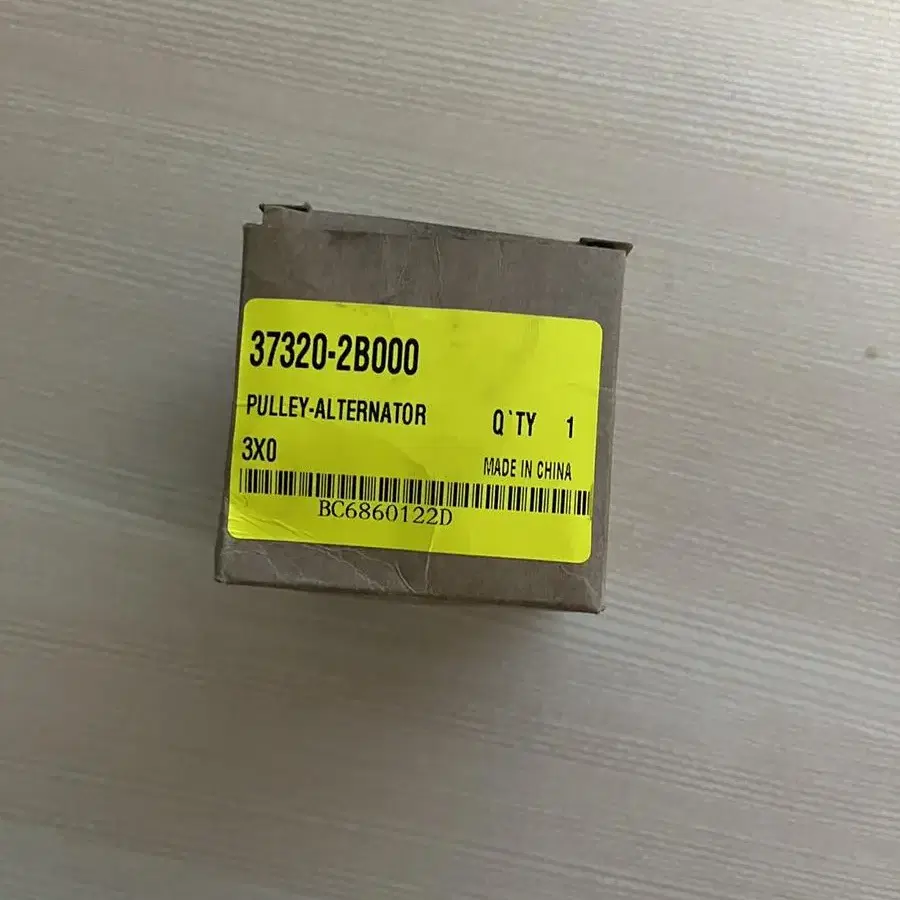 37320-2B000
PULLEY-ALTERNATOR Q`TY 1
3X0 MADE IN CHINA
BC6860122D